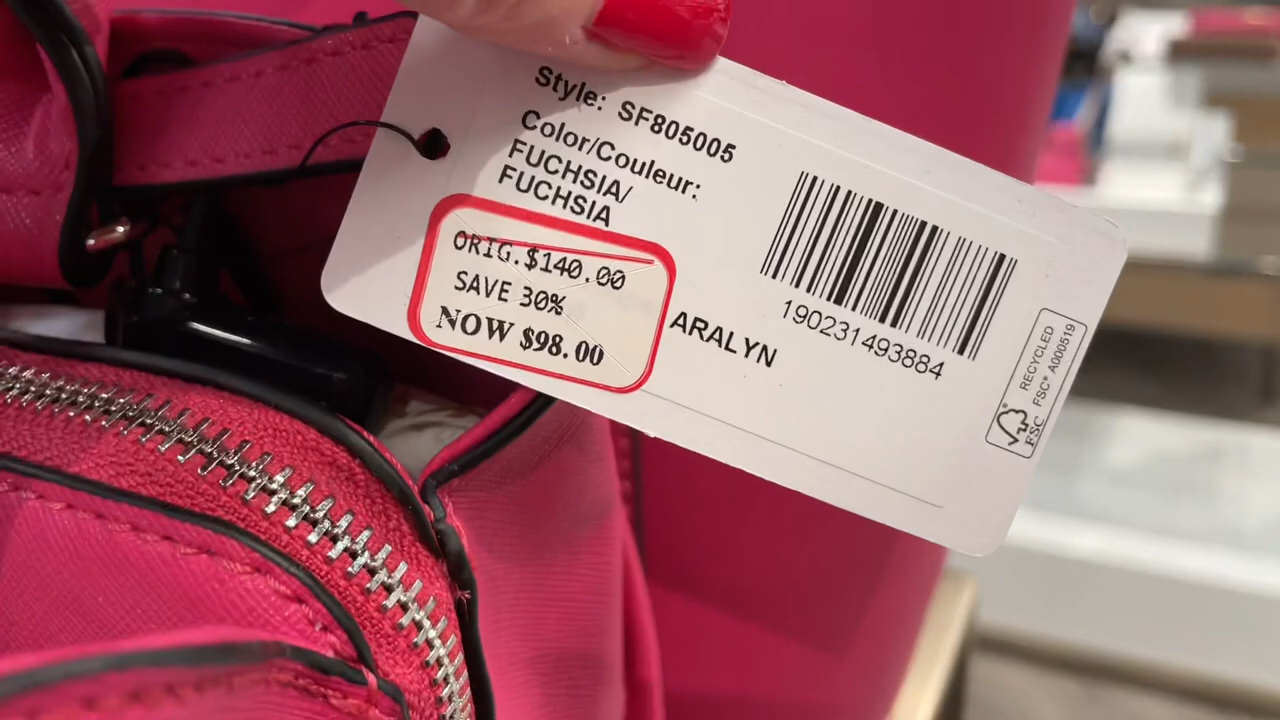 Style: SF805005
Color/Couleur:
FUCHSIA/
FUCHSIA
ORIG.$140.00
SAVE 30%
NOW $98.00
ARALYN
190231493884
RECYCLED
FSC® A000519
FSC